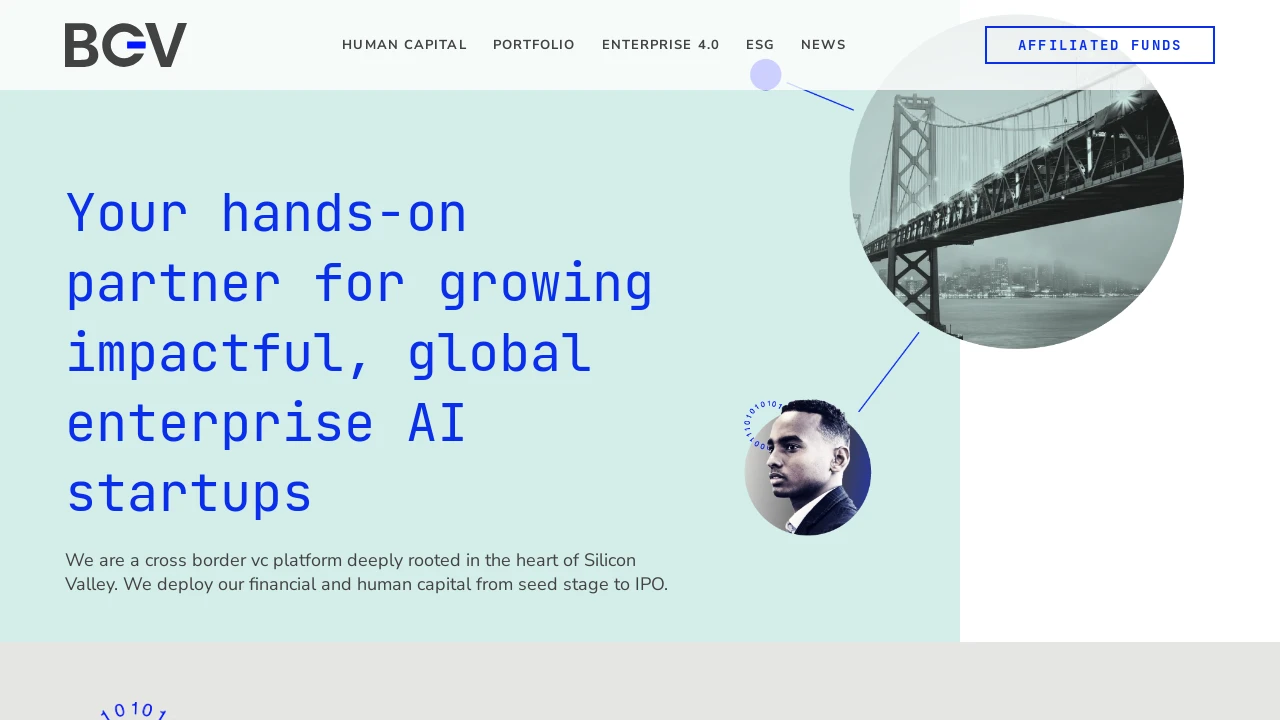 BGV
HUMAN CAPITAL
PORTFOLIO
ENTERPRISE 4.0
ESG
NEWS
AFFILIATED FUNDS
Your hands-on
partner for growing
impactful, global
enterprise AI
startups
We are a cross border vc platform deeply rooted in the heart of Silicon
Valley. We deploy our financial and human capital from seed stage to IPO.
10101